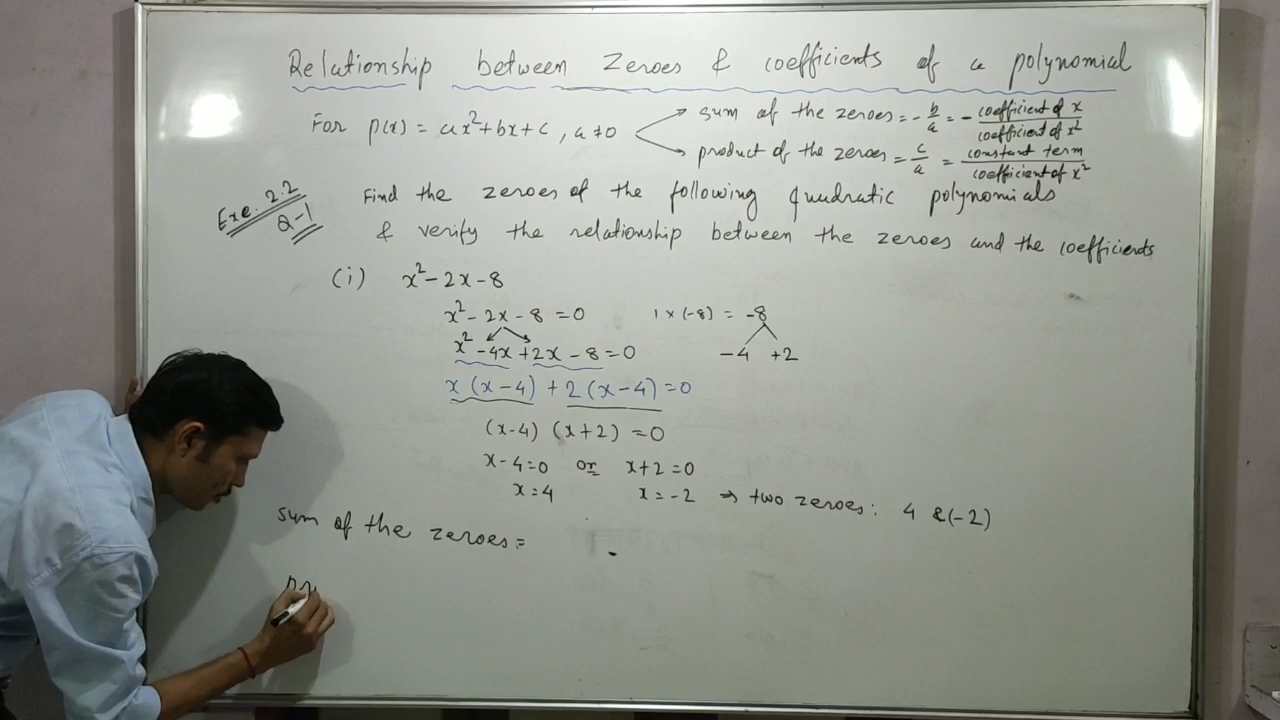 Relationship between Zeroes & coefficients of a polynomial
For p(x) = ax²+bx+c, a≠0
sum of the zeroes = -b/a = - coefficient of x / coefficient of x²
product of the zeroes = c/a = constant term / coefficient of x²
Exe. 2.2
Q-1
Find the zeroes of the following quadratic polynomials
& verify the relationship between the zeroes and the coefficients
(i) x²-2x-8
x²-2x-8=0 1×(-8) = -8
x²-4x+2x-8=0 -4 +2
x(x-4)+2(x-4)=0
(x-4) (x+2) =0
x-4=0 or x+2=0
x=4 x=-2 ⇒ two zeroes: 4 &(-2)
sum of the zeroes =